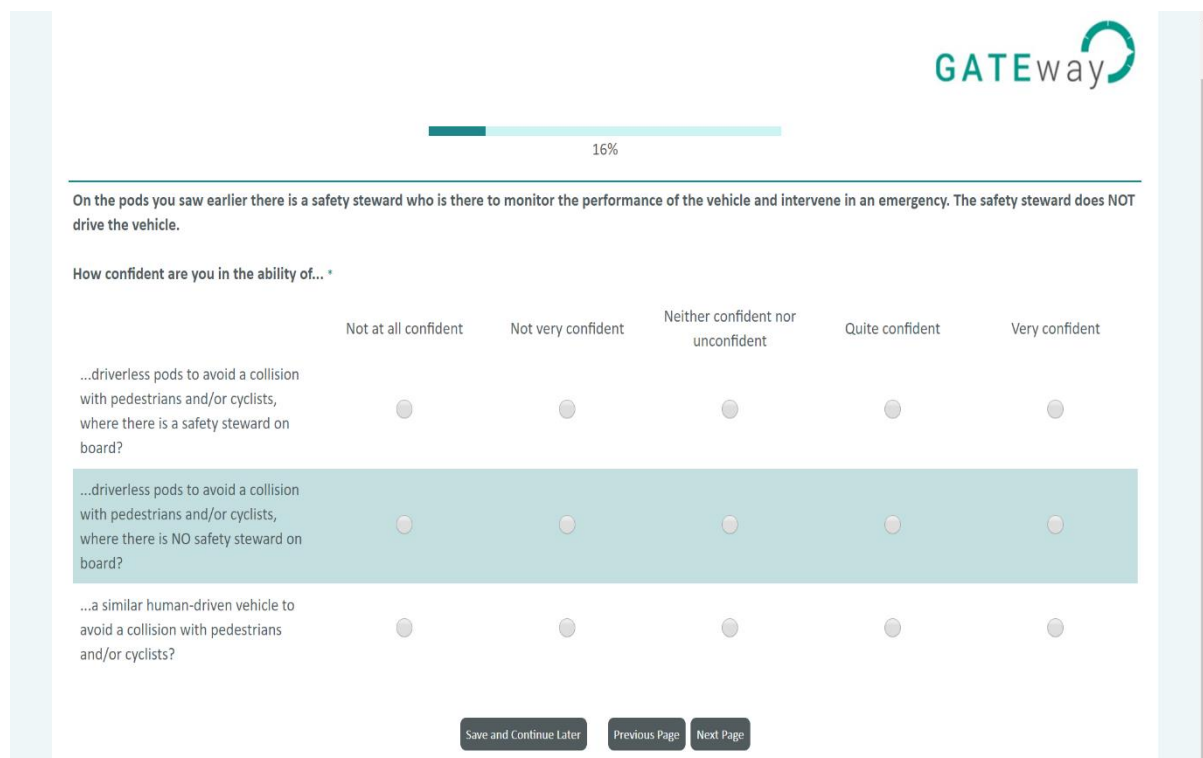 GATEway
16%
On the pods you saw earlier there is a safety steward who is there to monitor the performance of the vehicle and intervene in an emergency. The safety steward does NOT
drive the vehicle.
How confident are you in the ability of... *
Not at all confident Not very confident Neither confident nor unconfident Quite confident Very confident
...driverless pods to avoid a collision
with pedestrians and/or cyclists,
where there is a safety steward on
board?
...driverless pods to avoid a collision
with pedestrians and/or cyclists,
where there is NO safety steward on
board?
...a similar human-driven vehicle to
avoid a collision with pedestrians
and/or cyclists?
Save and Continue Later Previous Page Next Page